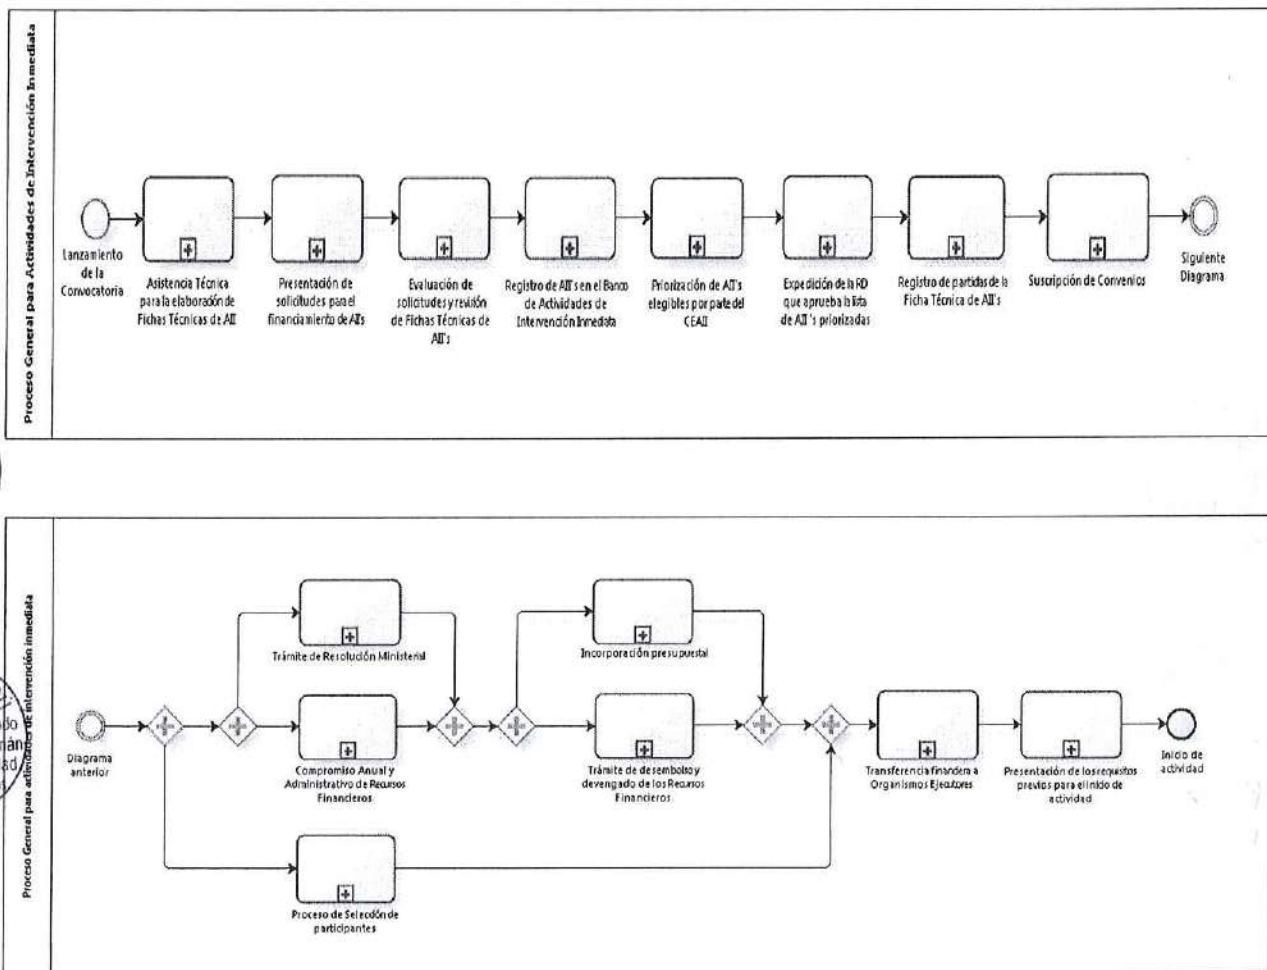 Proceso General para Actividades de Intervención Inmediata
Lanzamiento
de la
Convocatoria
Asistencia Técnica
para la elaboración de
Fichas Técnicas de AII
Presentación de
solicitudes para el
financiamiento de AIIs
Evaluación de
solicitudes y revisión
de Fichas Técnicas de
AII's
Registro de AII's en el Banco
de Actividades de
Intervención Inmediata
Priorización de AII's
elegibles por parte del
CEAII
Expedición de la RD
que aprueba la lista
de AII's priorizadas
Registro de partidas de la
Ficha Técnica de AII's
Suscripción de Convenios
Siguiente
Diagrama
Proceso General para actividades de intervención inmediata
Diagrama
anterior
Trámite de Resolución Ministerial
Compromiso Anual y
Administrativo de Recursos
Financieros
Proceso de Selección de
participantes
Incorporación presupuestal
Trámite de desembolso y
devengado de los Recursos
Financieros
Transferencia financiera a
Organismos Ejecutores
Presentación de los requisitos
previos para el inicio de
actividad
Inicio de
actividad